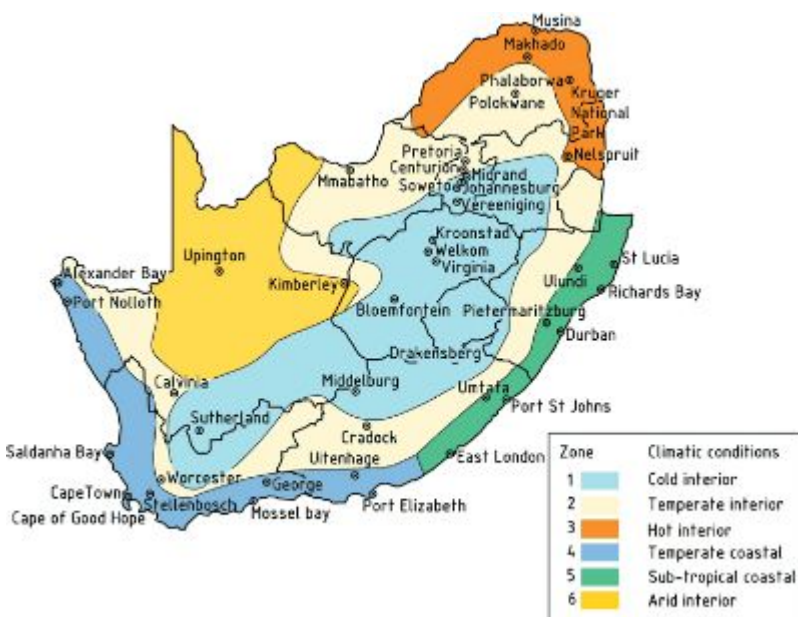 Musina
Makhado
Phalaborwa
Polokwane
Kruger
National
Park
Pretoria
Centurion
Soweto
Migrand
Johannesburg
Vereeniging
Nelspruit
Mmabatho
Kroonstad
Welkom
Virginia
Upington
Kimberley
Bloemfontein
Ulundi
St Lucia
Richards Bay
Alexander Bay
Port Nolloth
Pietermaritzburg
Durban
Drakensberg
Calvinia
Middelburg
Umtata
Port St Johns
Sutherland
Cradock
Saldanha Bay
Uitenhage
East London
Worcester
George
CapeTown
Stellenbosch
Cape of Good Hope
Mossel bay
Port Elizabeth
Zone Climatic conditions
1 Cold interior
2 Temperate interior
3 Hot interior
4 Temperate coastal
5 Sub-tropical coastal
6 Arid interior